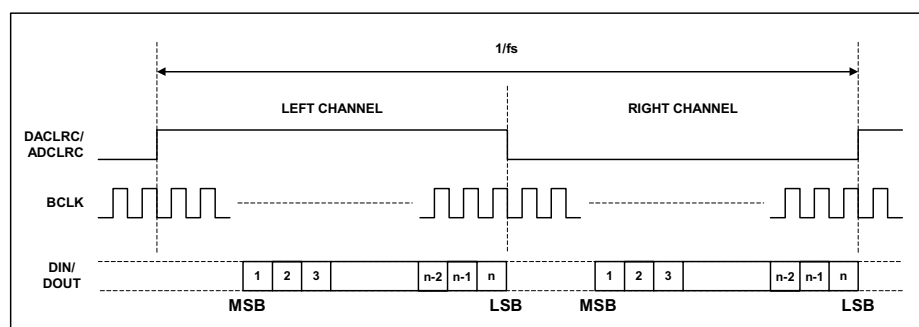 1/fs
LEFT CHANNEL
RIGHT CHANNEL
DACLRC/
ADCLRC
BCLK
DIN/
DOUT
1 2 3 n-2 n-1 n 1 2 3 n-2 n-1 n
MSB LSB MSB LSB